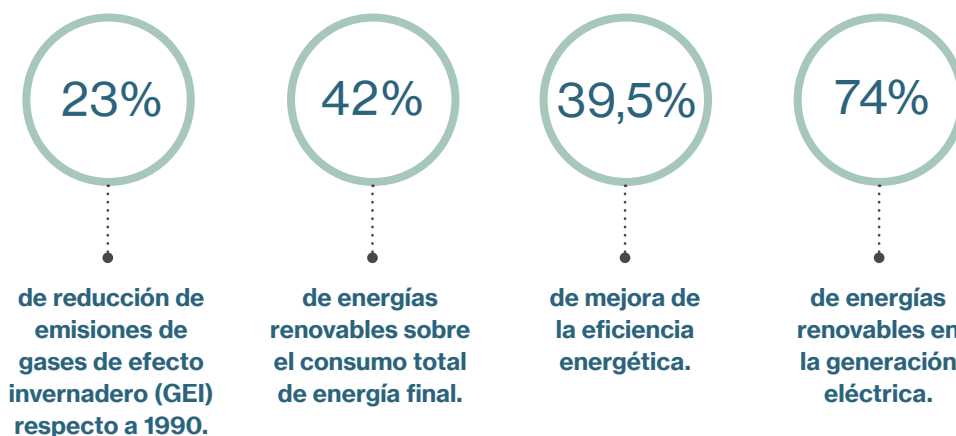 23%
de reducción de
emisiones de
gases de efecto
invernadero (GEI)
respecto a 1990.
42%
de energías
renovables sobre
el consumo total
de energía final.
39,5%
de mejora de
la eficiencia
energética.
74%
de energías
renovables en
la generación
eléctrica.